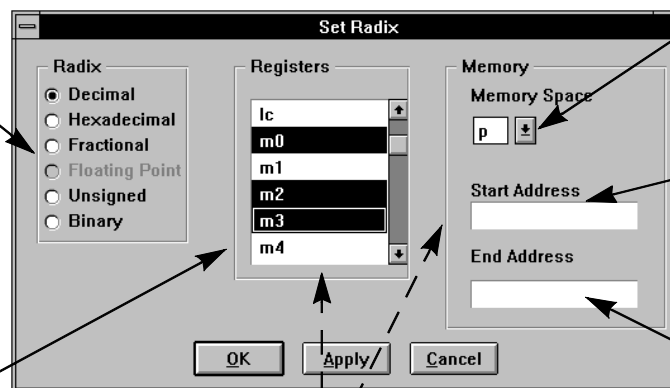 Set Radix
Radix
Decimal
Hexadecimal
Fractional
Floating Point
Unsigned
Binary
Registers
lc
m0
m1
m2
m3
m4
Memory
Memory Space
p
Start Address
End Address
OK
Apply
Cancel